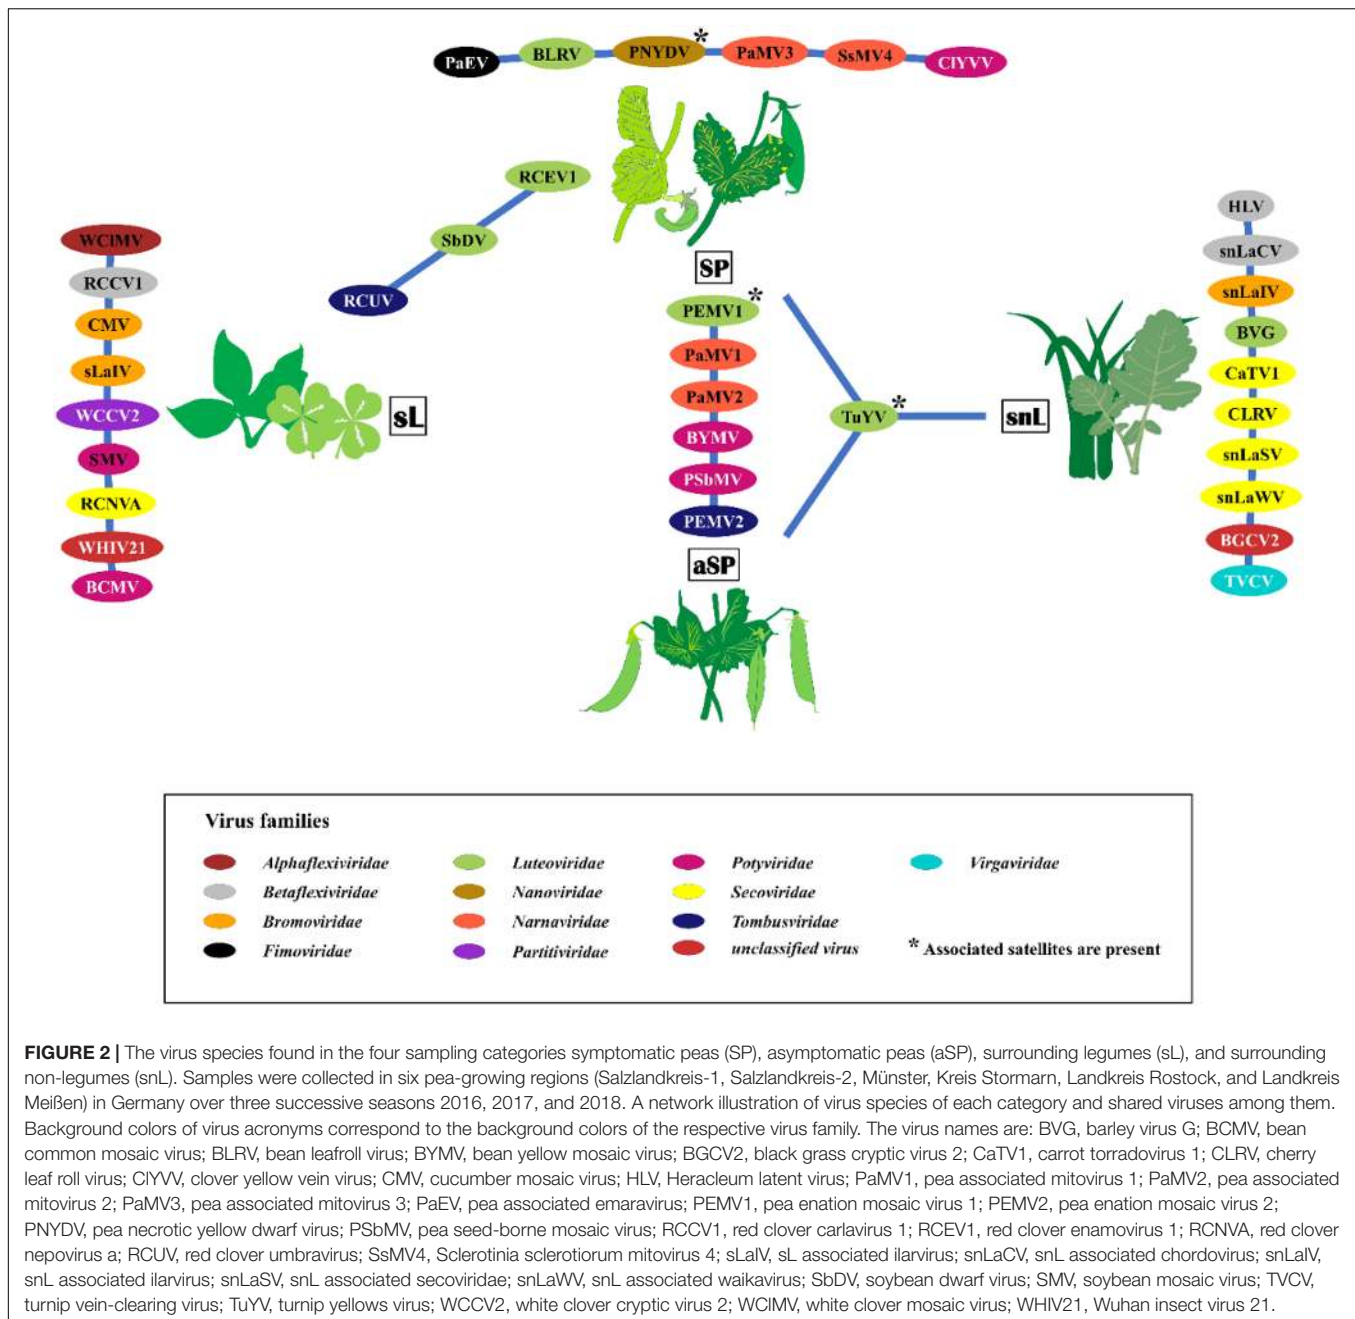 PaEV BLRV PNYDV * PaMV3 SsMV4 ClYVV
RCEV1
SbDV
RCUV
WClMV
RCCV1
CMV
sLaIV
WCCV2
SMV
RCNVA
WHIV21
BCMV
sL
SP
PEMV1 *
PaMV1
PaMV2
BYMV
PSbMV
PEMV2
aSP
TuYV *
snL
HLV
snLaCV
snLaIV
BVG
CaTV1
CLRV
snLaSV
snLaWV
BGCV2
TVCV
Virus families
Alphaflexiviridae
Betaflexiviridae
Bromoviridae
Fimoviridae
Luteoviridae
Nanoviridae
Narnaviridae
Partitiviridae
Potyviridae
Secoviridae
Tombusviridae
unclassified virus
Virgaviridae
* Associated satellites are present
FIGURE 2 | The virus species found in the four sampling categories symptomatic peas (SP), asymptomatic peas (aSP), surrounding legumes (sL), and surrounding
non-legumes (snL). Samples were collected in six pea-growing regions (Salzlandkreis-1, Salzlandkreis-2, Münster, Kreis Stormarn, Landkreis Rostock, and Landkreis
Meißen) in Germany over three successive seasons 2016, 2017, and 2018. A network illustration of virus species of each category and shared viruses among them.
Background colors of virus acronyms correspond to the background colors of the respective virus family. The virus names are: BVG, barley virus G; BCMV, bean
common mosaic virus; BLRV, bean leafroll virus; BYMV, bean yellow mosaic virus; BGCV2, black grass cryptic virus 2; CaTV1, carrot torradovirus 1; CLRV, cherry
leaf roll virus; ClYVV, clover yellow vein virus; CMV, cucumber mosaic virus; HLV, Heracleum latent virus; PaMV1, pea associated mitovirus 1; PaMV2, pea associated
mitovirus 2; PaMV3, pea associated mitovirus 3; PaEV, pea associated emaravirus; PEMV1, pea enation mosaic virus 1; PEMV2, pea enation mosaic virus 2;
PNYDV, pea necrotic yellow dwarf virus; PSbMV, pea seed-borne mosaic virus; RCCV1, red clover carlavirus 1; RCEV1, red clover enamovirus 1; RCNVA, red clover
nepovirus a; RCUV, red clover umbravirus; SsMV4, Sclerotinia sclerotiorum mitovirus 4; sLaIV, sL associated ilarvirus; snLaCV, snL associated chordovirus; snLaIV,
snL associated ilarvirus; snLaSV, snL associated secoviridae; snLaWV, snL associated waikavirus; SbDV, soybean dwarf virus; SMV, soybean mosaic virus; TVCV,
turnip vein-clearing virus; TuYV, turnip yellows virus; WCCV2, white clover cryptic virus 2; WClMV, white clover mosaic virus; WHIV21, Wuhan insect virus 21.